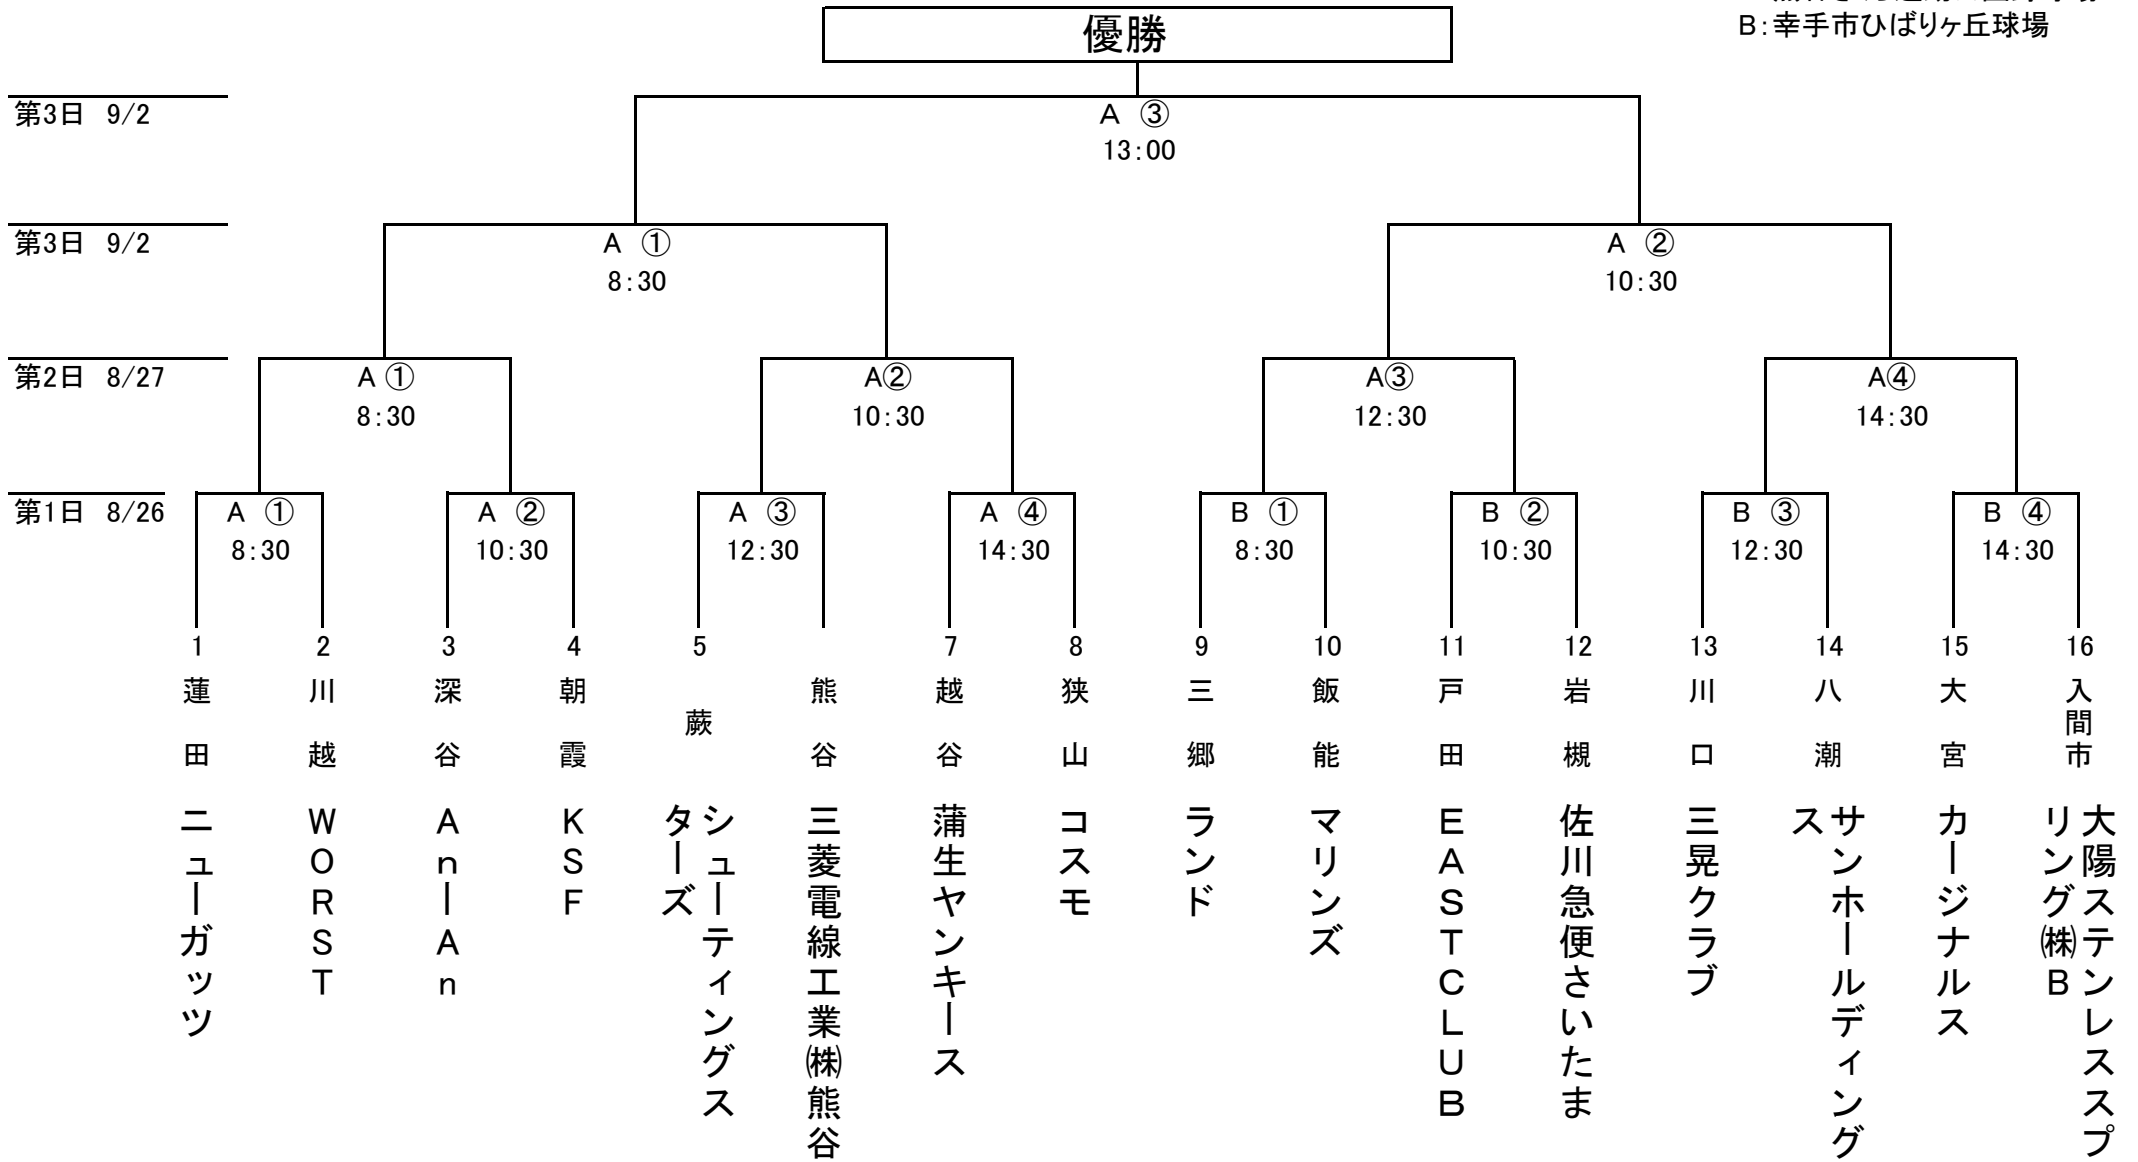 B：幸手市ひばりヶ丘球場
優勝
第3日 9/2
A ③
13：00
第3日 9/2
A ①
8：30
A ②
10：30
第2日 8/27
A ①
8：30
A②
10：30
A③
12：30
A④
14：30
第1日 8/26
A ①
8：30
A ②
10：30
A ③
12：30
A ④
14：30
B ①
8：30
B ②
10：30
B ③
12：30
B ④
14：30
1
蓮田
ニューガッツ
2
川越
WORST
3
深谷
AnーAn
4
朝霞
KSF
5
蕨
シューティングス
ターズ
熊谷
三菱電線工業㈱熊谷
7
越谷
蒲生ヤンキース
8
狭山
コスモ
9
三郷
ランド
10
飯能
マリンズ
11
戸田
EASTCLUB
12
岩槻
佐川急便さいたま
13
川口
三晃クラブ
14
八潮
サンホールディング
ス
15
大宮
カージナルス
16
入間市
大陽ステンレススプ
リング㈱B